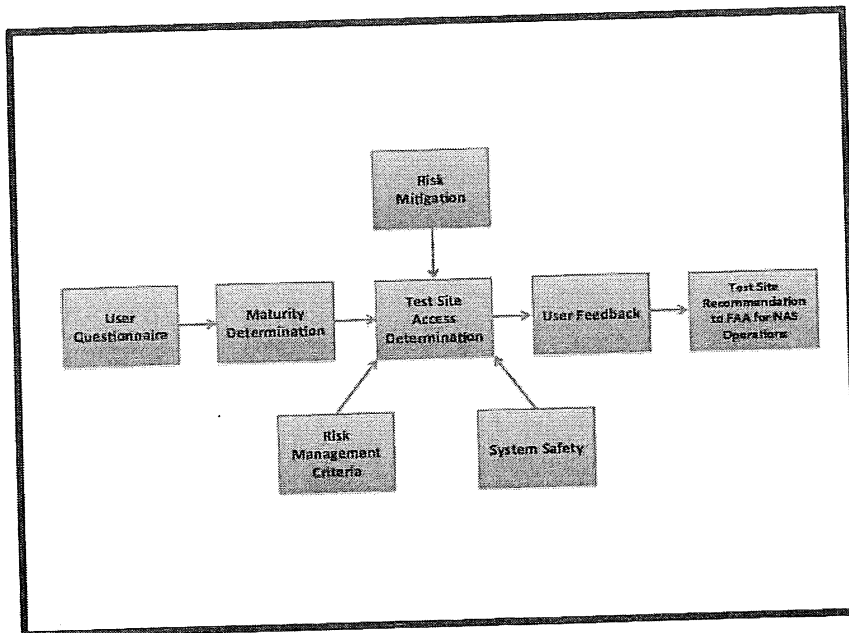 Risk
Mitigation
User
Questionnaire
Maturity
Determination
Test Site
Access
Determination
User Feedback
Test Site
Recommendation
to FAA for NAS
Operations
Risk
Management
Criteria
System Safety